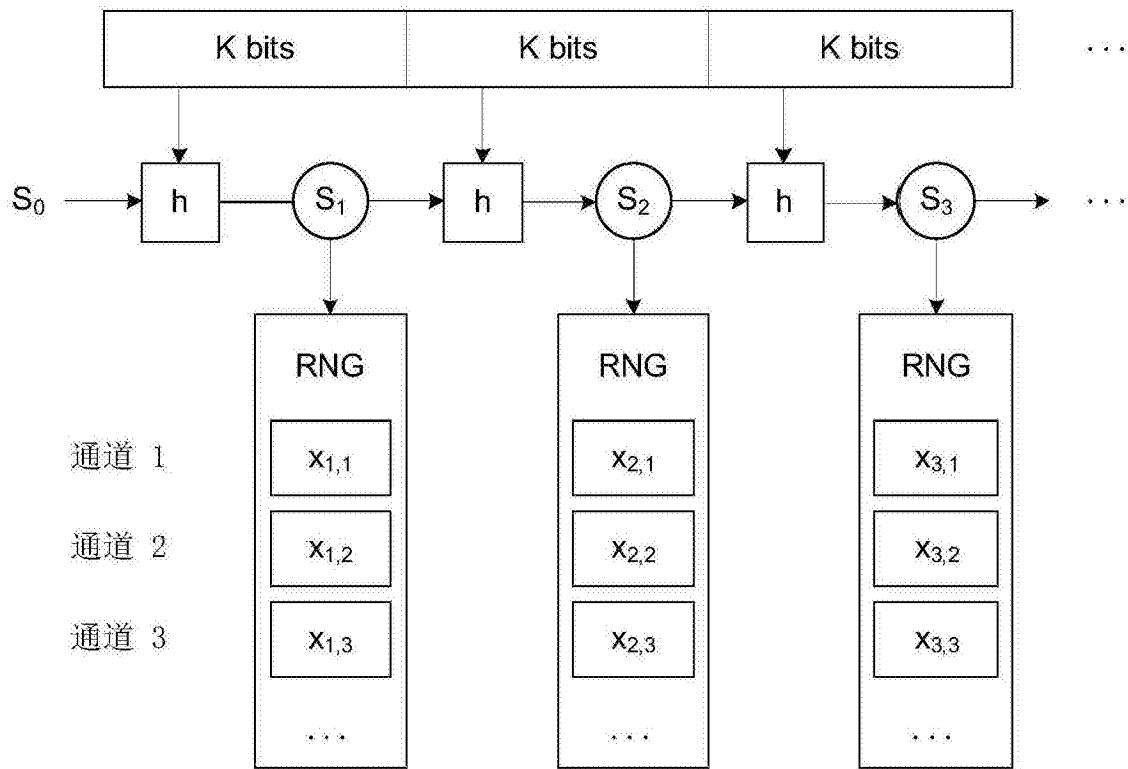 K bits K bits K bits ...
S₀ h S₁ h S₂ h S₃ ...
RNG RNG RNG
通道 1 x₁,₁ x₂,₁ x₃,₁
通道 2 x₁,₂ x₂,₂ x₃,₂
通道 3 x₁,₃ x₂,₃ x₃,₃
... ... ...